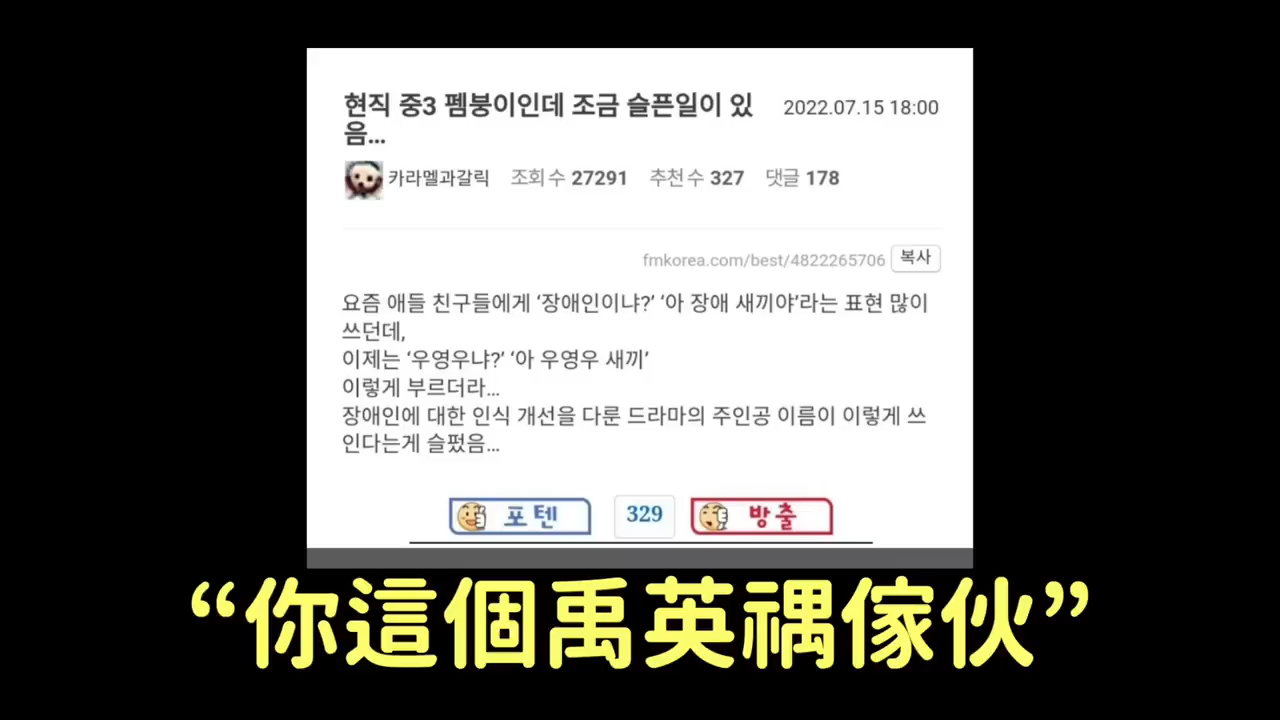 현직 중3 펨붕이인데 조금 슬픈일이 있
음...
2022.07.15 18:00
카라멜과갈릭 조회 수 27291 추천 수 327 댓글 178
fmkorea.com/best/4822265706 복사
요즘 애들 친구들에게 ‘장애인이냐?’ ‘아 장애 새끼야’라는 표현 많이
쓰던데,
이제는 ‘우영우냐?’ ‘아 우영우 새끼’
이렇게 부르더라...
장애인에 대한 인식 개선을 다룬 드라마의 주인공 이름이 이렇게 쓰
인다는게 슬펐음...
포텐 329 방출
“你這個禹英禑傢伙”